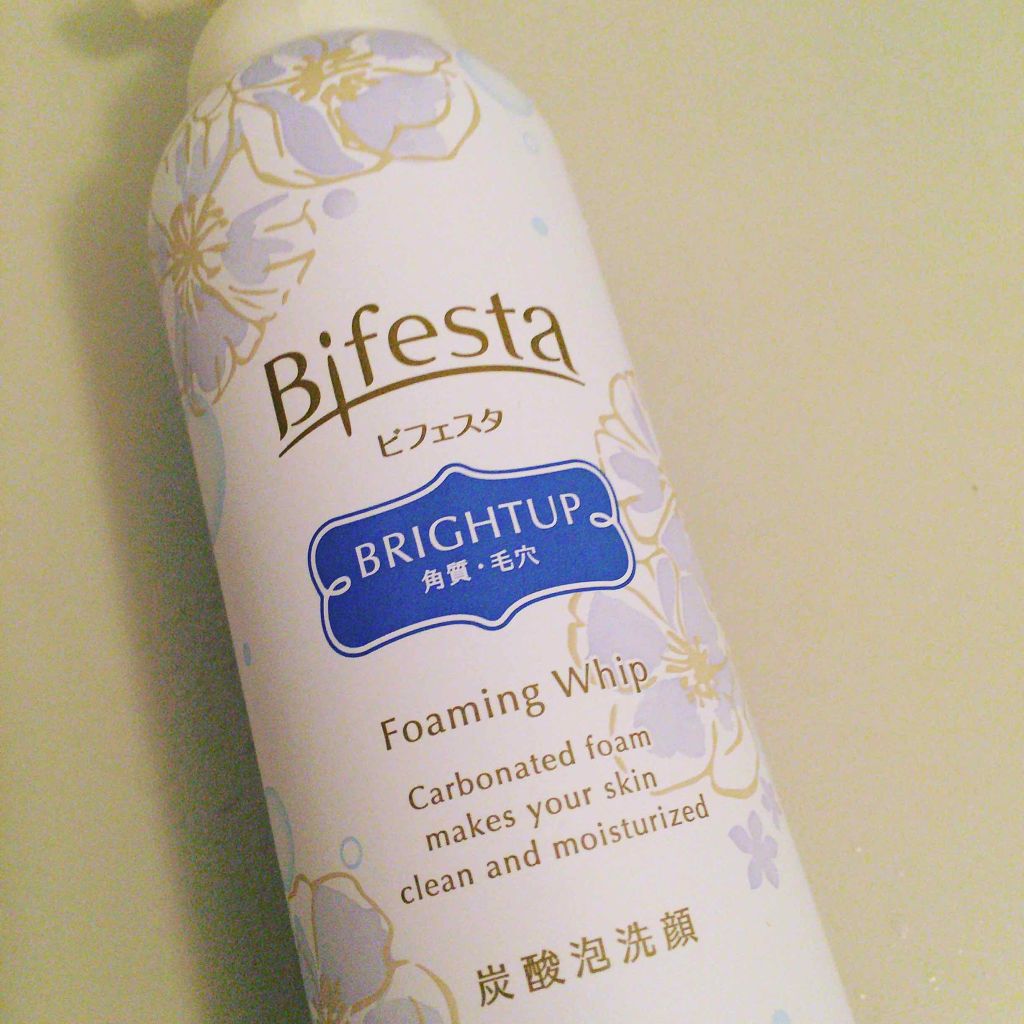 Bifesta
ビフェスタ
BRIGHTUP
角質・毛穴
Foaming Whip
Carbonated foam
makes your skin
clean and moisturized
炭酸泡洗顔